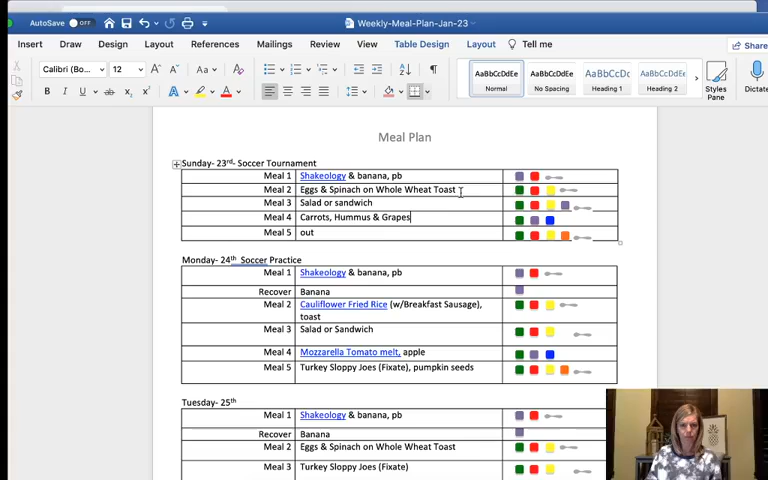 AutoSave OFF
Weekly-Meal-Plan-Jan-23
Insert Draw Design Layout References Mailings Review View Table Design Layout Tell me
Share
Calibri (Bo... 12
AaBbCcDdEe AaBbCcDdEe AaBbCcDc AaBbCcDdEe
Normal No Spacing Heading 1 Heading 2
Styles Pane
Dictate
Meal Plan
Sunday- 23rd- Soccer Tournament
Meal 1 Shakeology & banana, pb
Meal 2 Eggs & Spinach on Whole Wheat Toast
Meal 3 Salad or sandwich
Meal 4 Carrots, Hummus & Grapes
Meal 5 out
Monday- 24th Soccer Practice
Meal 1 Shakeology & banana, pb
Recover Banana
Meal 2 Cauliflower Fried Rice (w/Breakfast Sausage),
toast
Meal 3 Salad or Sandwich
Meal 4 Mozzarella Tomato melt, apple
Meal 5 Turkey Sloppy Joes (Fixate), pumpkin seeds
Tuesday- 25th
Meal 1 Shakeology & banana, pb
Recover Banana
Meal 2 Eggs & Spinach on Whole Wheat Toast
Meal 3 Turkey Sloppy Joes (Fixate)